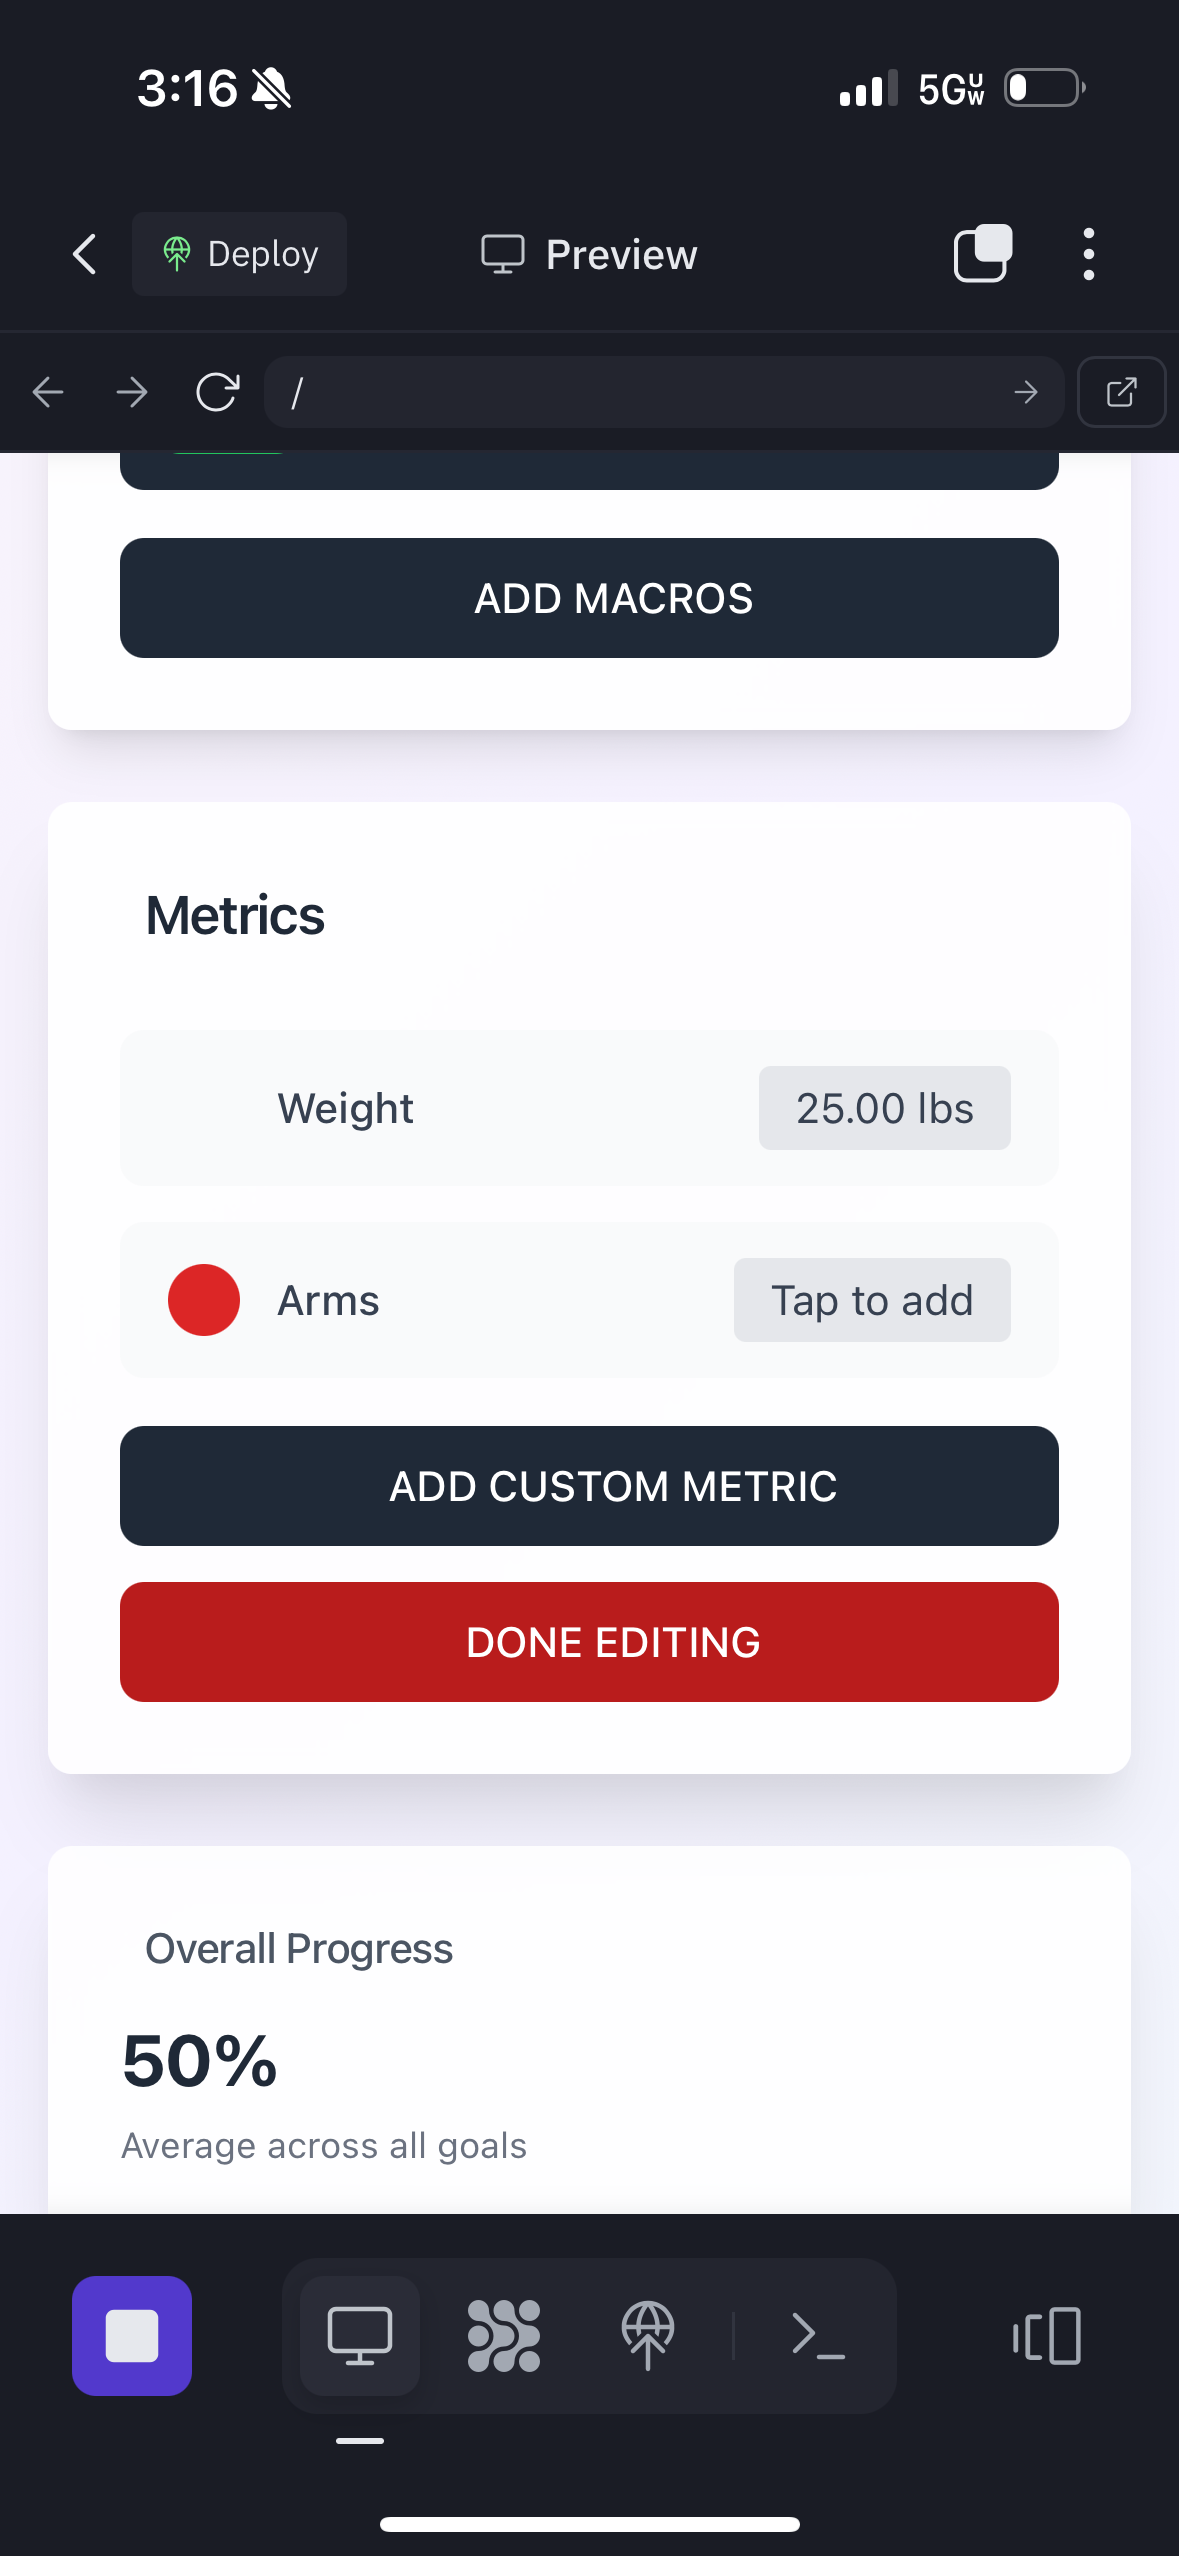 3:16
5G UW
Deploy
Preview
/
ADD MACROS
Metrics
Weight
25.00 lbs
Arms
Tap to add
ADD CUSTOM METRIC
DONE EDITING
Overall Progress
50%
Average across all goals